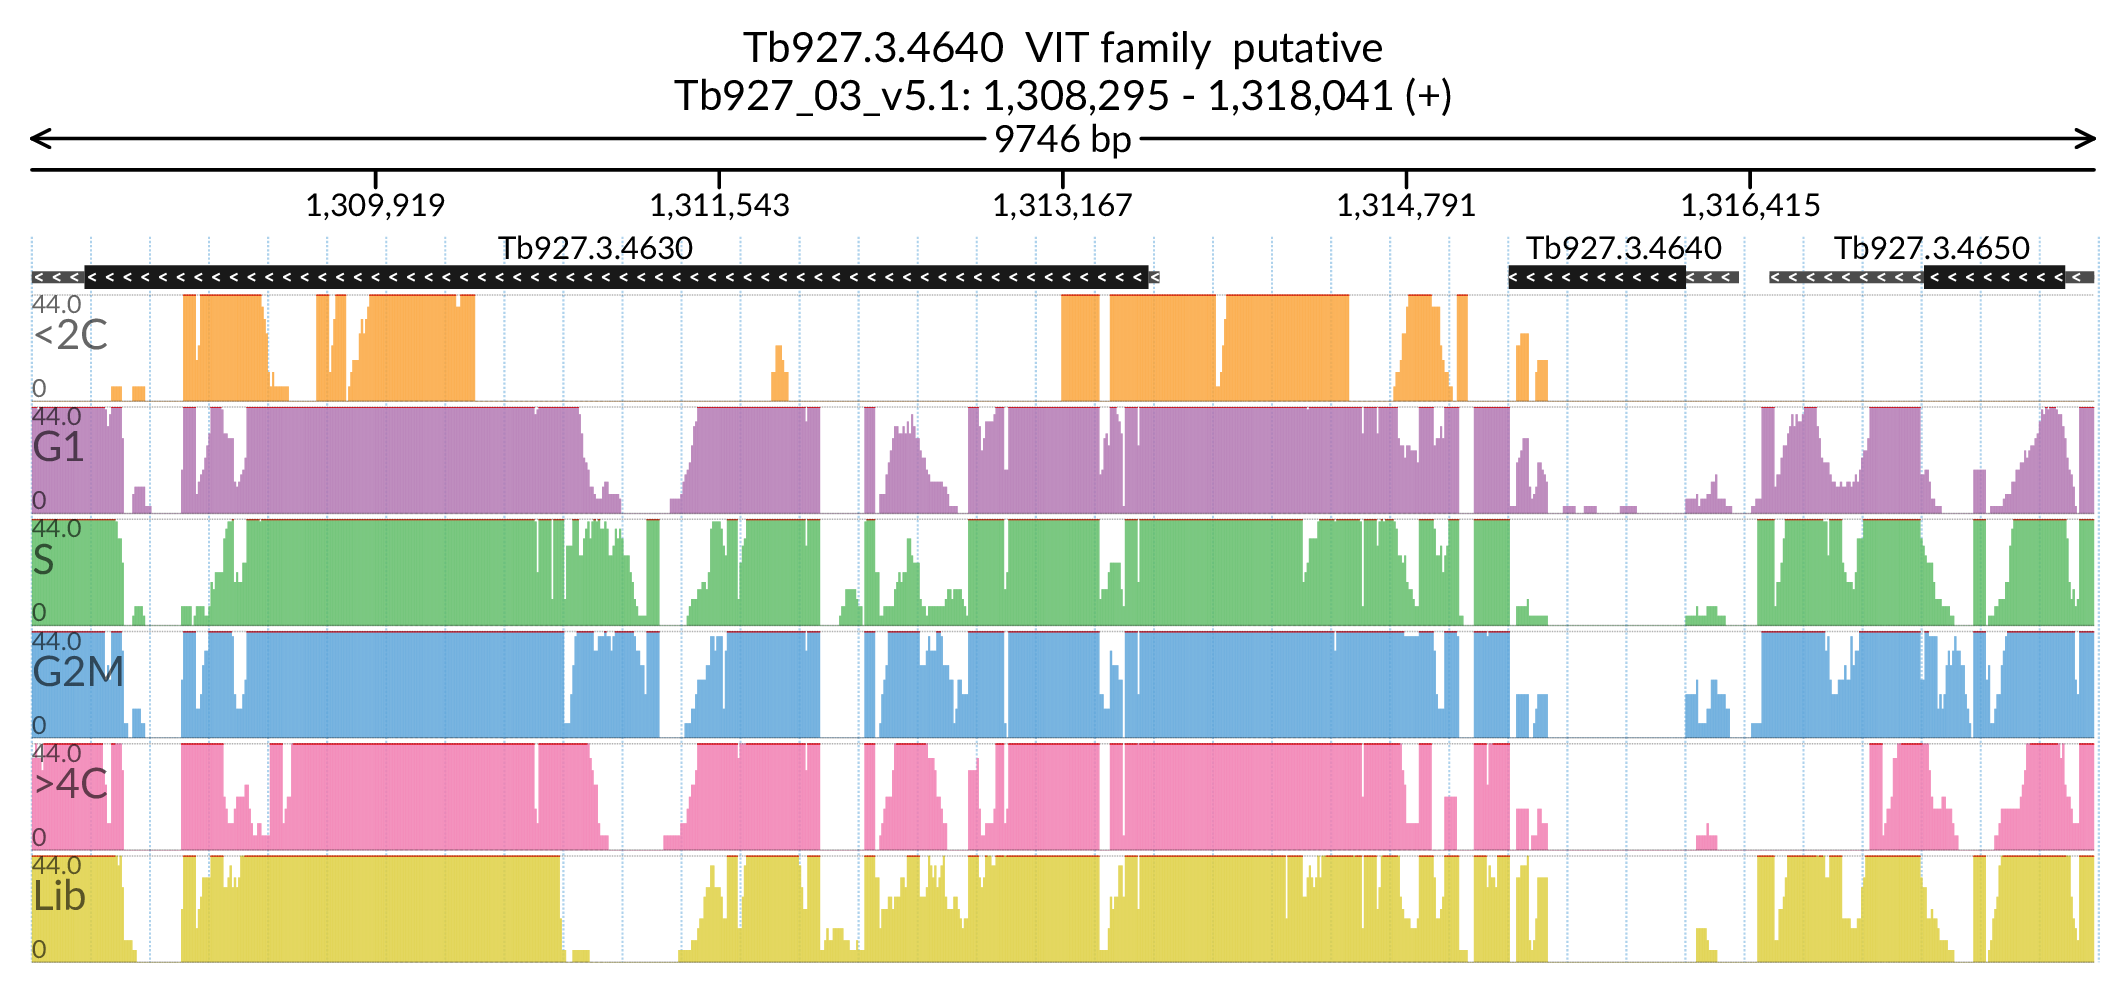 Tb927.3.4640  VIT family  putative
Tb927_03_v5.1: 1,308,295 - 1,318,041 (+)
9746 bp
1,309,919 1,311,543 1,313,167 1,314,791 1,316,415
Tb927.3.4630 Tb927.3.4640 Tb927.3.4650
44.0
<2C
0
44.0
G1
0
44.0
S
0
44.0
G2M
0
44.0
>4C
0
44.0
Lib
0